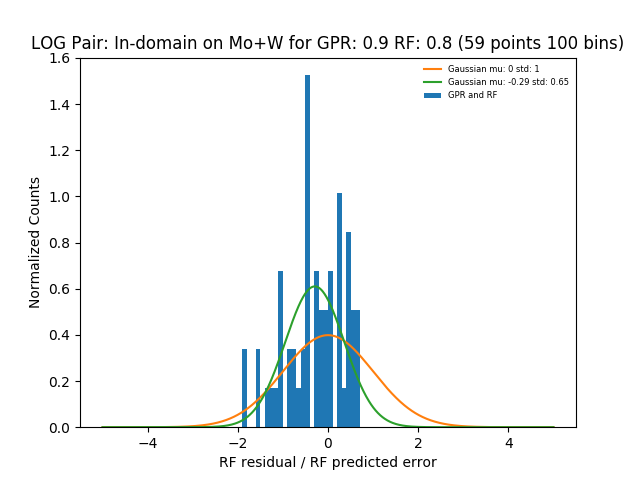 LOG Pair: In-domain on Mo+W for GPR: 0.9 RF: 0.8 (59 points 100 bins)
1.6
1.4
1.2
1.0
0.8
0.6
0.4
0.2
0.0
Normalized Counts
Gaussian mu: 0 std: 1
Gaussian mu: -0.29 std: 0.65
GPR and RF
−4
−2
0
2
4
RF residual / RF predicted error